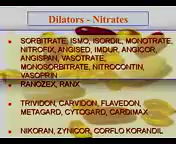 Dilators - Nitrates
SORBITRATE, ISMO, ISORDIL, MONOTRATE,
NITROFIX, ANGISED, IMDUR, ANGICOR,
ANGISPAN, VASOTRATE,
MONOSORBITRATE, NITROCONTIN,
VASOPRIN
RANOZEX, RANX
TRIVIDON, CARVIDON, FLAVEDON,
METAGARD, CYTOGARD, CARDIMAX
NIKORAN, ZYNICOR, CORFLO KORANDIL